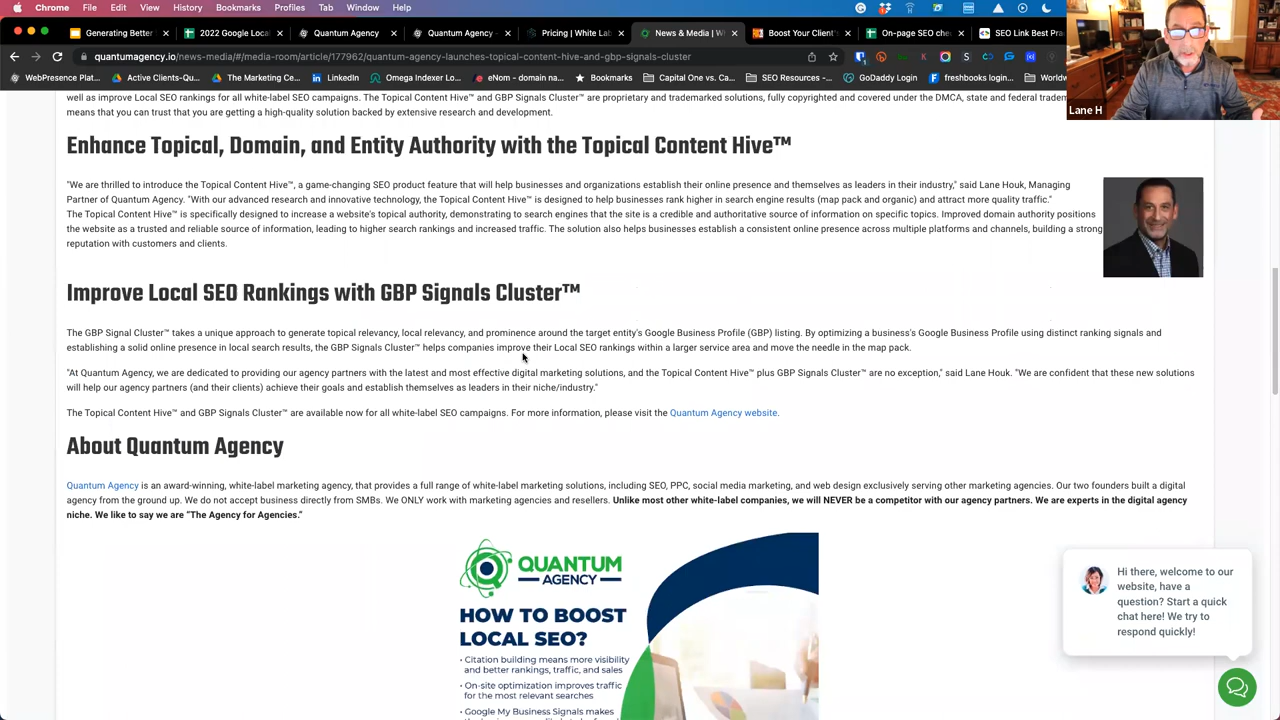 Chrome File Edit View History Bookmarks Profiles Tab Window Help
Generating Better
2022 Google Local
Quantum Agency
Quantum Agency -
Pricing | White Lab
News & Media | W
Boost Your Client's
On-page SEO che
SEO Link Best Pra
quantumagency.io/news-media/#/media-room/article/177962/quantum-agency-launches-topical-content-hive-and-gbp-signals-cluster
WebPresence Plat...
Active Clients-Qu...
The Marketing Ce...
LinkedIn
Omega Indexer Lo...
eNom - domain na...
Bookmarks
Capital One vs. Ca...
SEO Resources -...
GoDaddy Login
freshbooks login...
Worldw
Lane H
well as improve Local SEO rankings for all white-label SEO campaigns. The Topical Content Hive™ and GBP Signals Cluster™ are proprietary and trademarked solutions, fully copyrighted and covered under the DMCA, state and federal tradem
means that you can trust that you are getting a high-quality solution backed by extensive research and development.
Enhance Topical, Domain, and Entity Authority with the Topical Content Hive™
"We are thrilled to introduce the Topical Content Hive™, a game-changing SEO product feature that will help businesses and organizations establish their online presence and themselves as leaders in their industry," said Lane Houk, Managing
Partner of Quantum Agency. "With our advanced research and innovative technology, the Topical Content Hive™ is designed to help businesses rank higher in search engine results (map pack and organic) and attract more quality traffic."
The Topical Content Hive™ is specifically designed to increase a website's topical authority, demonstrating to search engines that the site is a credible and authoritative source of information on specific topics. Improved domain authority positions
the website as a trusted and reliable source of information, leading to higher search rankings and increased traffic. The solution also helps businesses establish a consistent online presence across multiple platforms and channels, building a strong
reputation with customers and clients.
Improve Local SEO Rankings with GBP Signals Cluster™
The GBP Signal Cluster™ takes a unique approach to generate topical relevancy, local relevancy, and prominence around the target entity's Google Business Profile (GBP) listing. By optimizing a business's Google Business Profile using distinct ranking signals and
establishing a solid online presence in local search results, the GBP Signals Cluster™ helps companies improve their Local SEO rankings within a larger service area and move the needle in the map pack.
"At Quantum Agency, we are dedicated to providing our agency partners with the latest and most effective digital marketing solutions, and the Topical Content Hive™ plus GBP Signals Cluster™ are no exception," said Lane Houk. "We are confident that these new solutions
will help our agency partners (and their clients) achieve their goals and establish themselves as leaders in their niche/industry."
The Topical Content Hive™ and GBP Signals Cluster™ are available now for all white-label SEO campaigns. For more information, please visit the Quantum Agency website.
About Quantum Agency
Quantum Agency is an award-winning, white-label marketing agency, that provides a full range of white-label marketing solutions, including SEO, PPC, social media marketing, and web design exclusively serving other marketing agencies. Our two founders built a digital
agency from the ground up. We do not accept business directly from SMBs. We ONLY work with marketing agencies and resellers. Unlike most other white-label companies, we will NEVER be a competitor with our agency partners. We are experts in the digital agency
niche. We like to say we are “The Agency for Agencies.”
QUANTUM
AGENCY
HOW TO BOOST
LOCAL SEO?
• Citation building means more visibility
and better rankings, traffic, and sales
• On-site optimization improves traffic
for the most relevant searches
• Google My Business Signals makes
Hi there, welcome to our
website, have a
question? Start a quick
chat here! We try to
respond quickly!